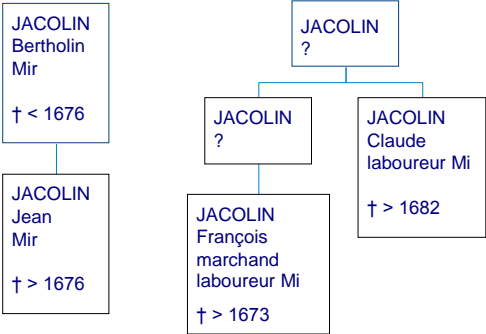 JACOLIN
Bertholin
Mir
† < 1676
JACOLIN
Jean
Mir
† > 1676
JACOLIN
?
JACOLIN
?
JACOLIN
Claude
laboureur Mi
† > 1682
JACOLIN
François
marchand
laboureur Mi
† > 1673